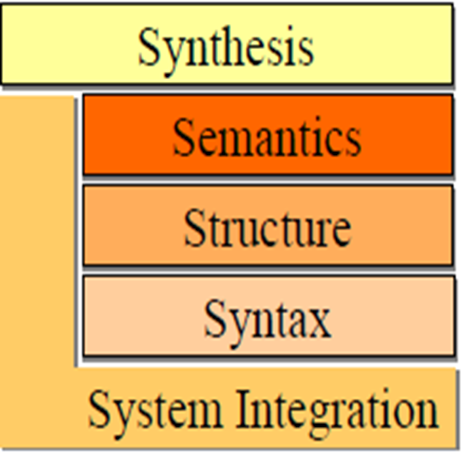 Synthesis
Semantics
Structure
Syntax
System Integration